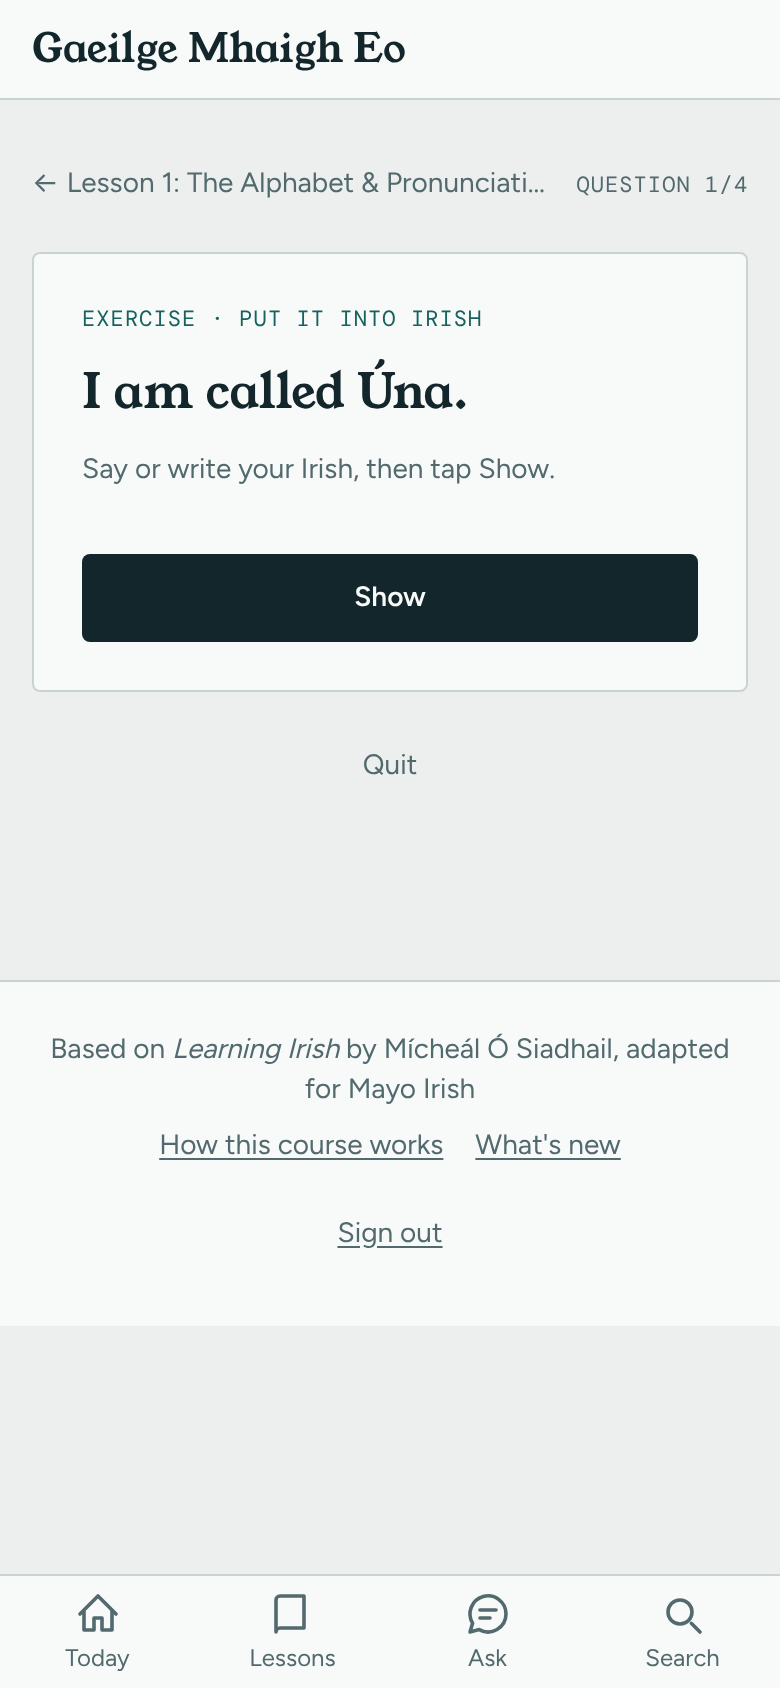 Gaeilge Mhaigh Eo
← Lesson 1: The Alphabet & Pronunciati... QUESTION 1/4
EXERCISE · PUT IT INTO IRISH
I am called Úna.
Say or write your Irish, then tap Show.
Show
Quit
Based on Learning Irish by Mícheál Ó Siadhail, adapted
for Mayo Irish
How this course works What's new
Sign out
Today Lessons Ask Search